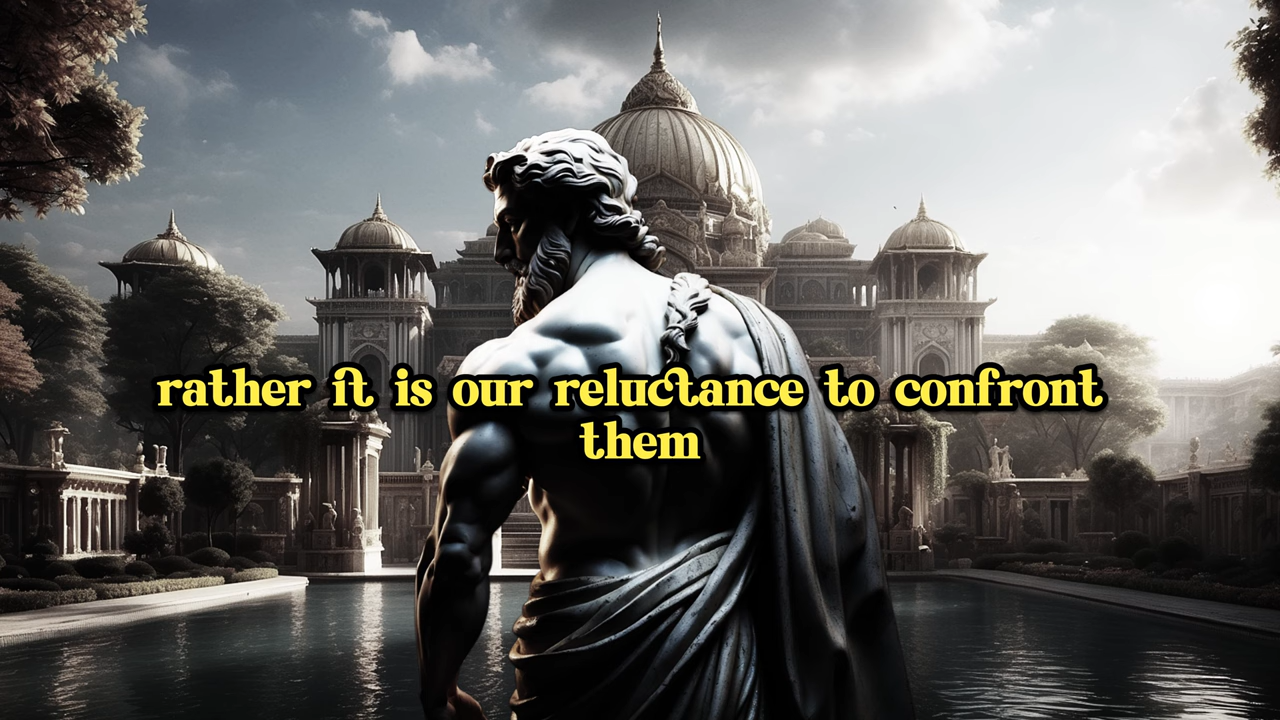 rather it is our reluctance to confront
them